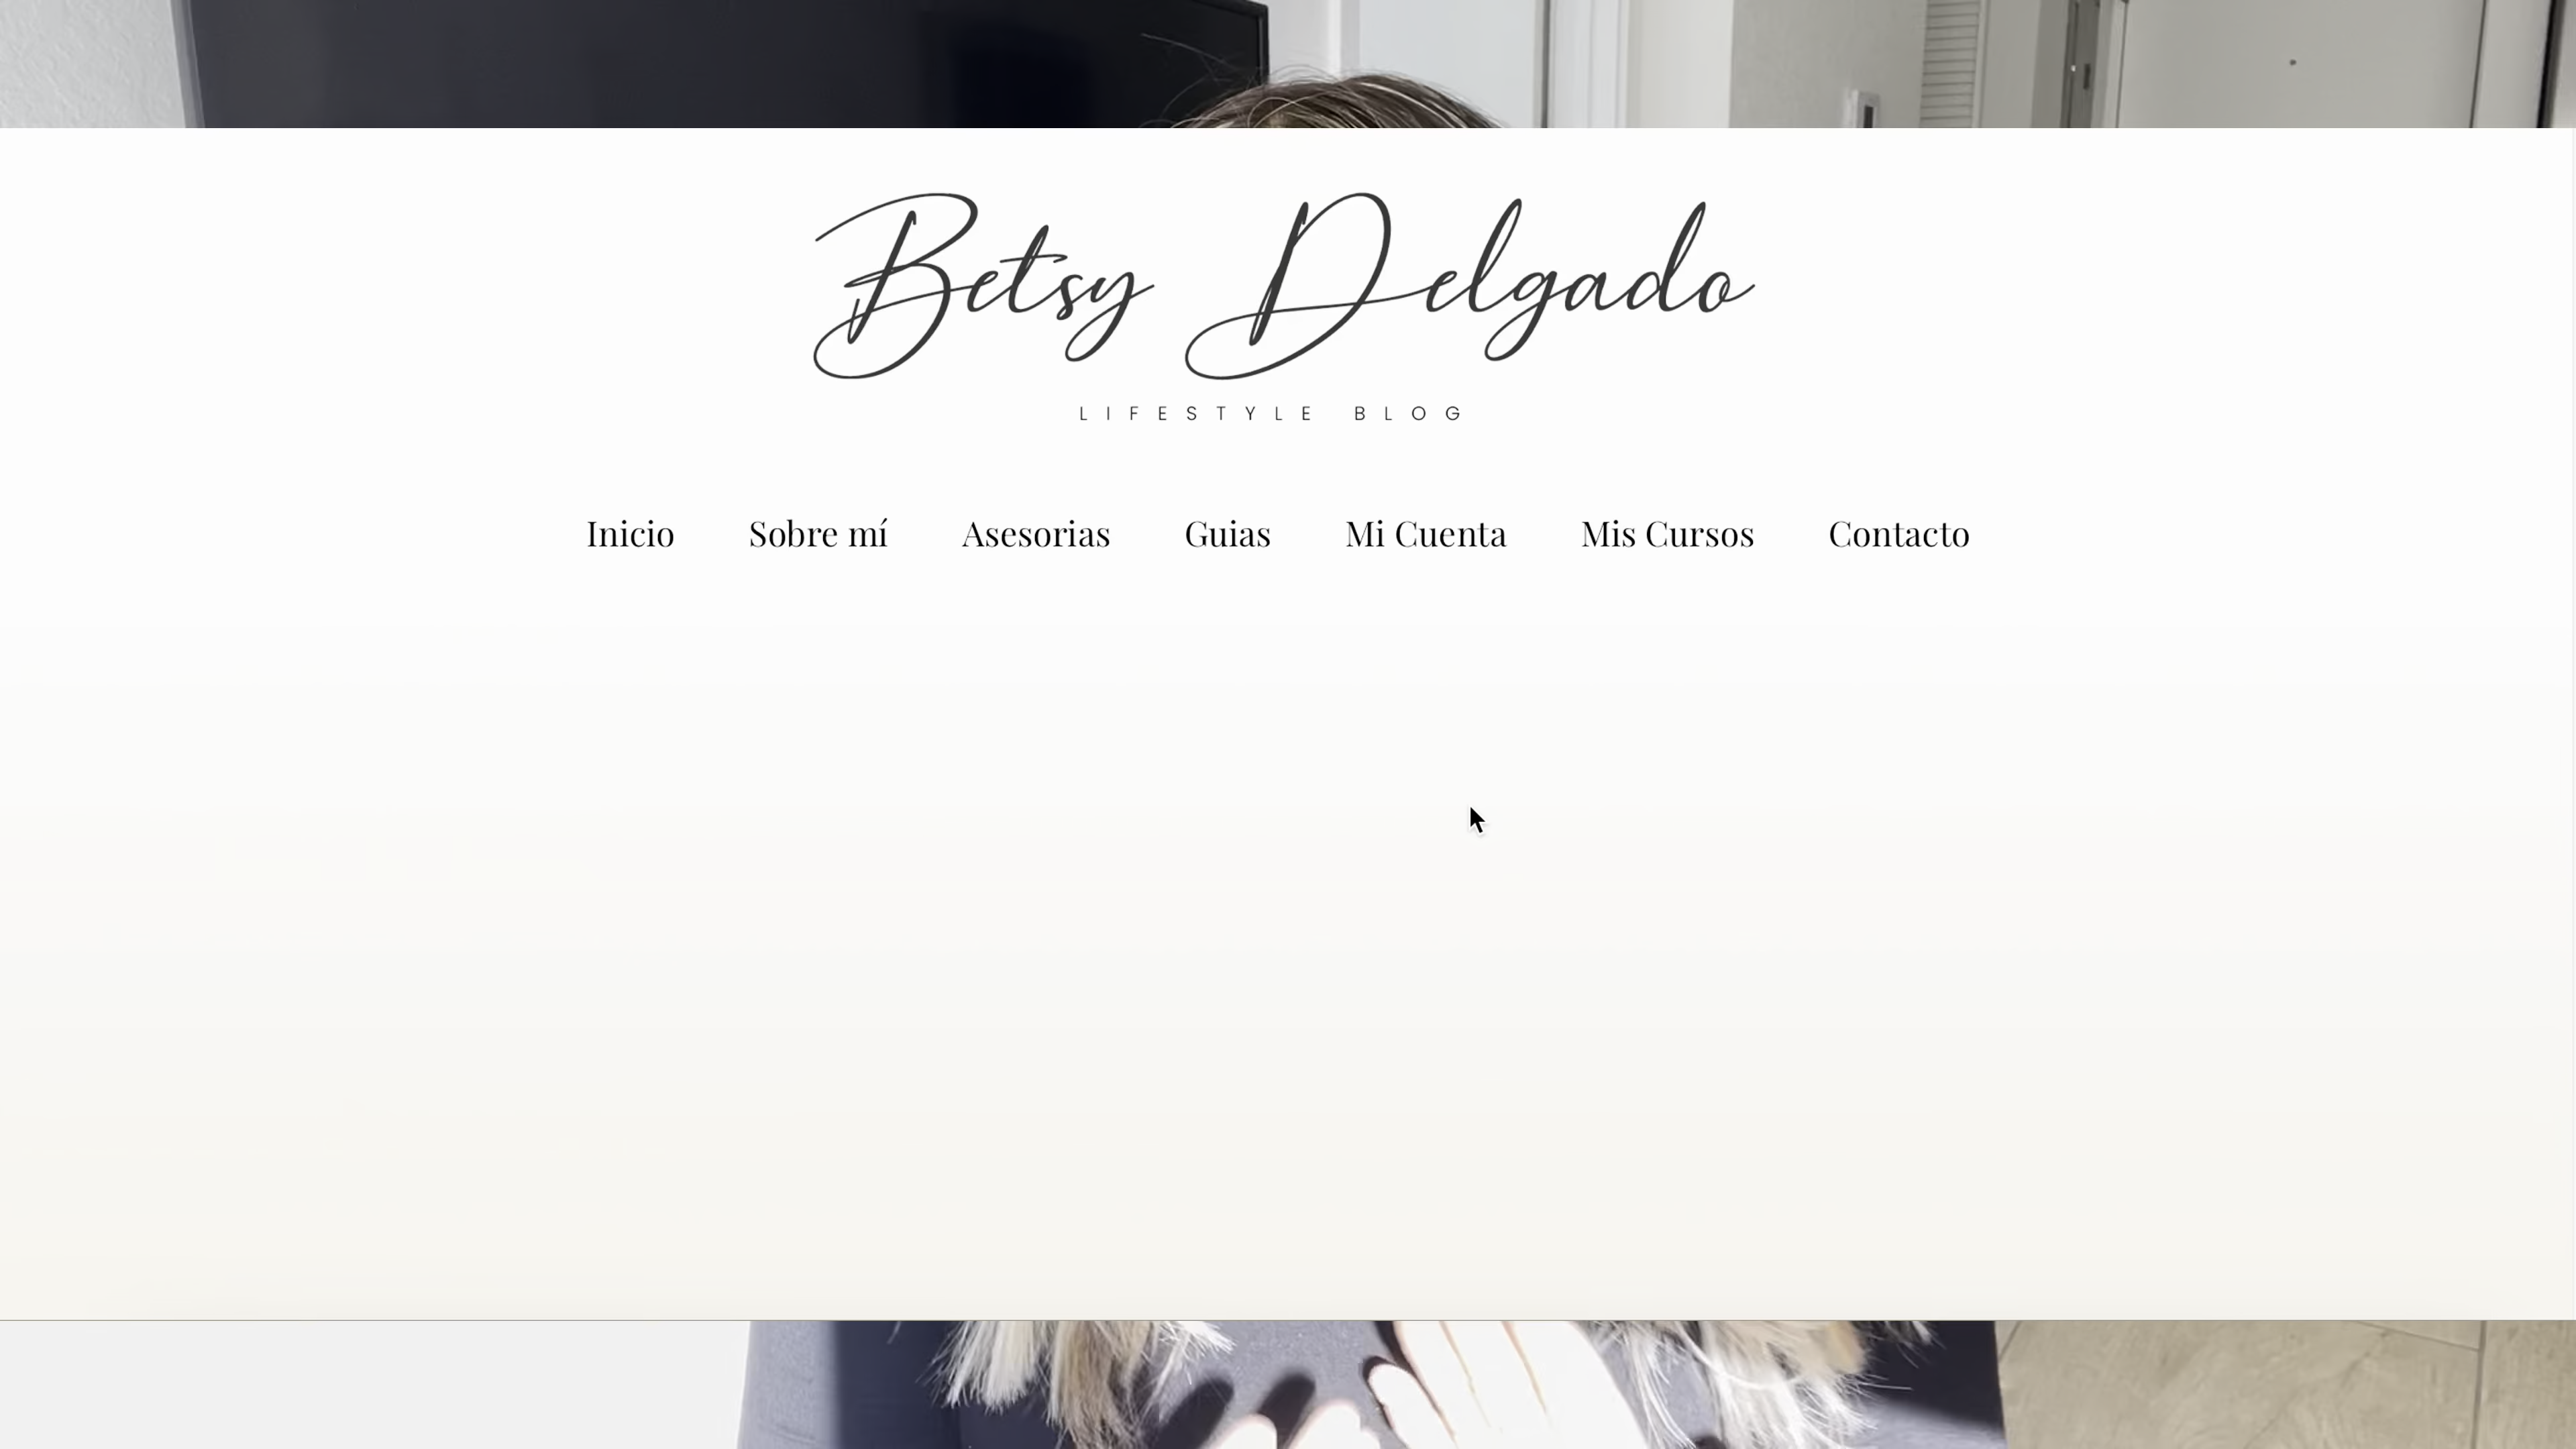 Betsy Delgado
LIFESTYLE BLOG
Inicio Sobre mí Asesorias Guias Mi Cuenta Mis Cursos Contacto